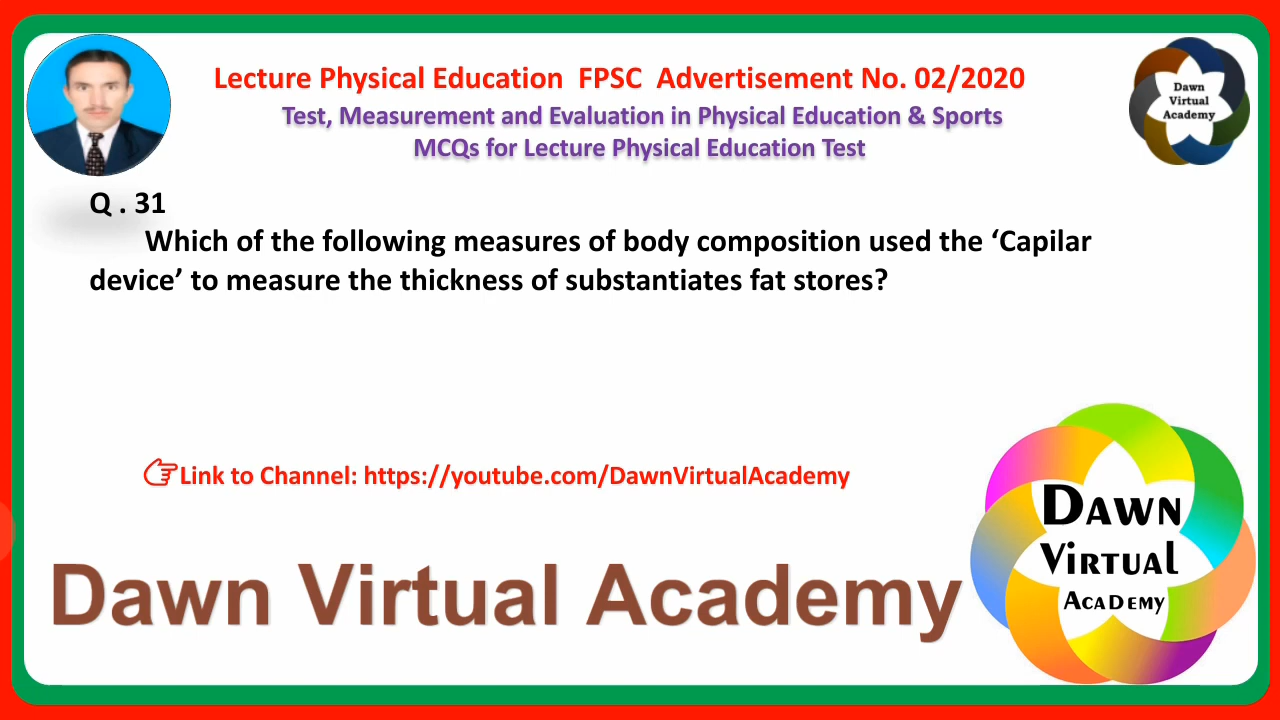 Lecture Physical Education  FPSC  Advertisement No. 02/2020
Test, Measurement and Evaluation in Physical Education & Sports
MCQs for Lecture Physical Education Test
Dawn
Virtual
Academy
Q . 31
Which of the following measures of body composition used the ‘Capilar
device’ to measure the thickness of substantiates fat stores?
Link to Channel: https://youtube.com/DawnVirtualAcademy
Dawn Virtual Academy
DAWN
VIRTUAL
ACADEMY